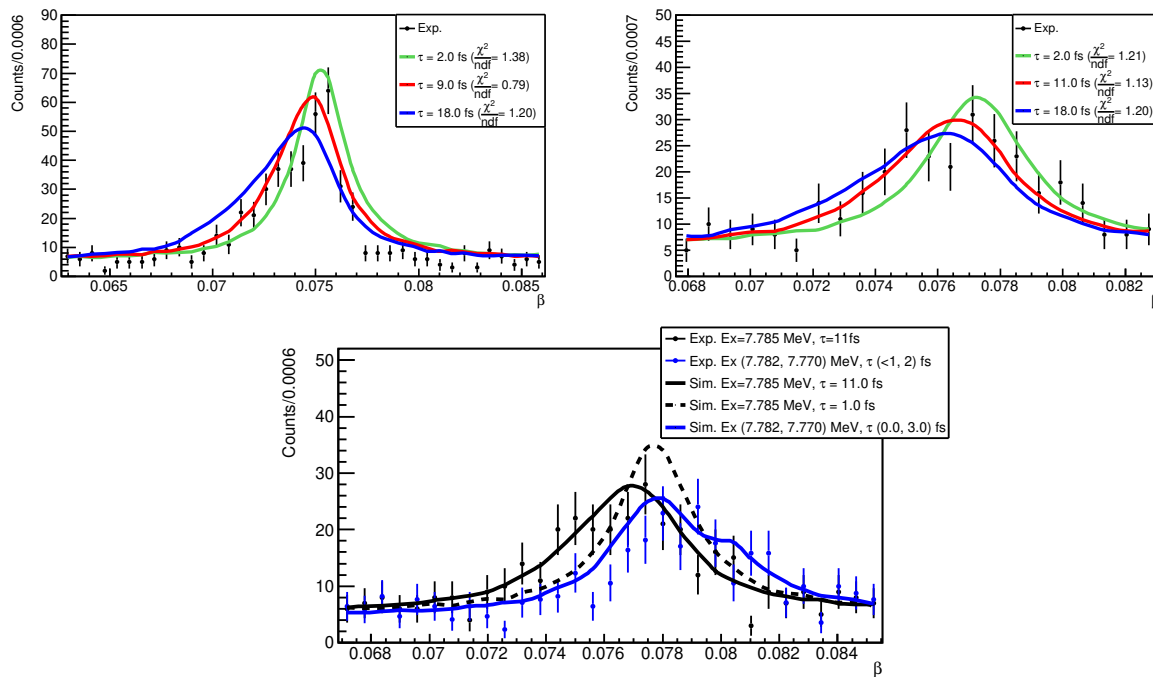 Counts/0.0006
90
80
70
60
50
40
30
20
10
0
0.065 0.07 0.075 0.08 0.085
β
Exp.
τ = 2.0 fs (χ²/ndf = 1.38)
τ = 9.0 fs (χ²/ndf = 0.79)
τ = 18.0 fs (χ²/ndf = 1.20)
Counts/0.0007
50
45
40
35
30
25
20
15
10
5
0
0.068 0.07 0.072 0.074 0.076 0.078 0.08 0.082
β
Exp.
τ = 2.0 fs (χ²/ndf = 1.21)
τ = 11.0 fs (χ²/ndf = 1.13)
τ = 18.0 fs (χ²/ndf = 1.20)
Counts/0.0006
50
40
30
20
10
0
0.068 0.07 0.072 0.074 0.076 0.078 0.08 0.082 0.084
β
Exp. Ex=7.785 MeV, τ=11fs
Exp. Ex (7.782, 7.770) MeV, τ (<1, 2) fs
Sim. Ex=7.785 MeV, τ = 11.0 fs
Sim. Ex=7.785 MeV, τ = 1.0 fs
Sim. Ex (7.782, 7.770) MeV, τ (0.0, 3.0) fs